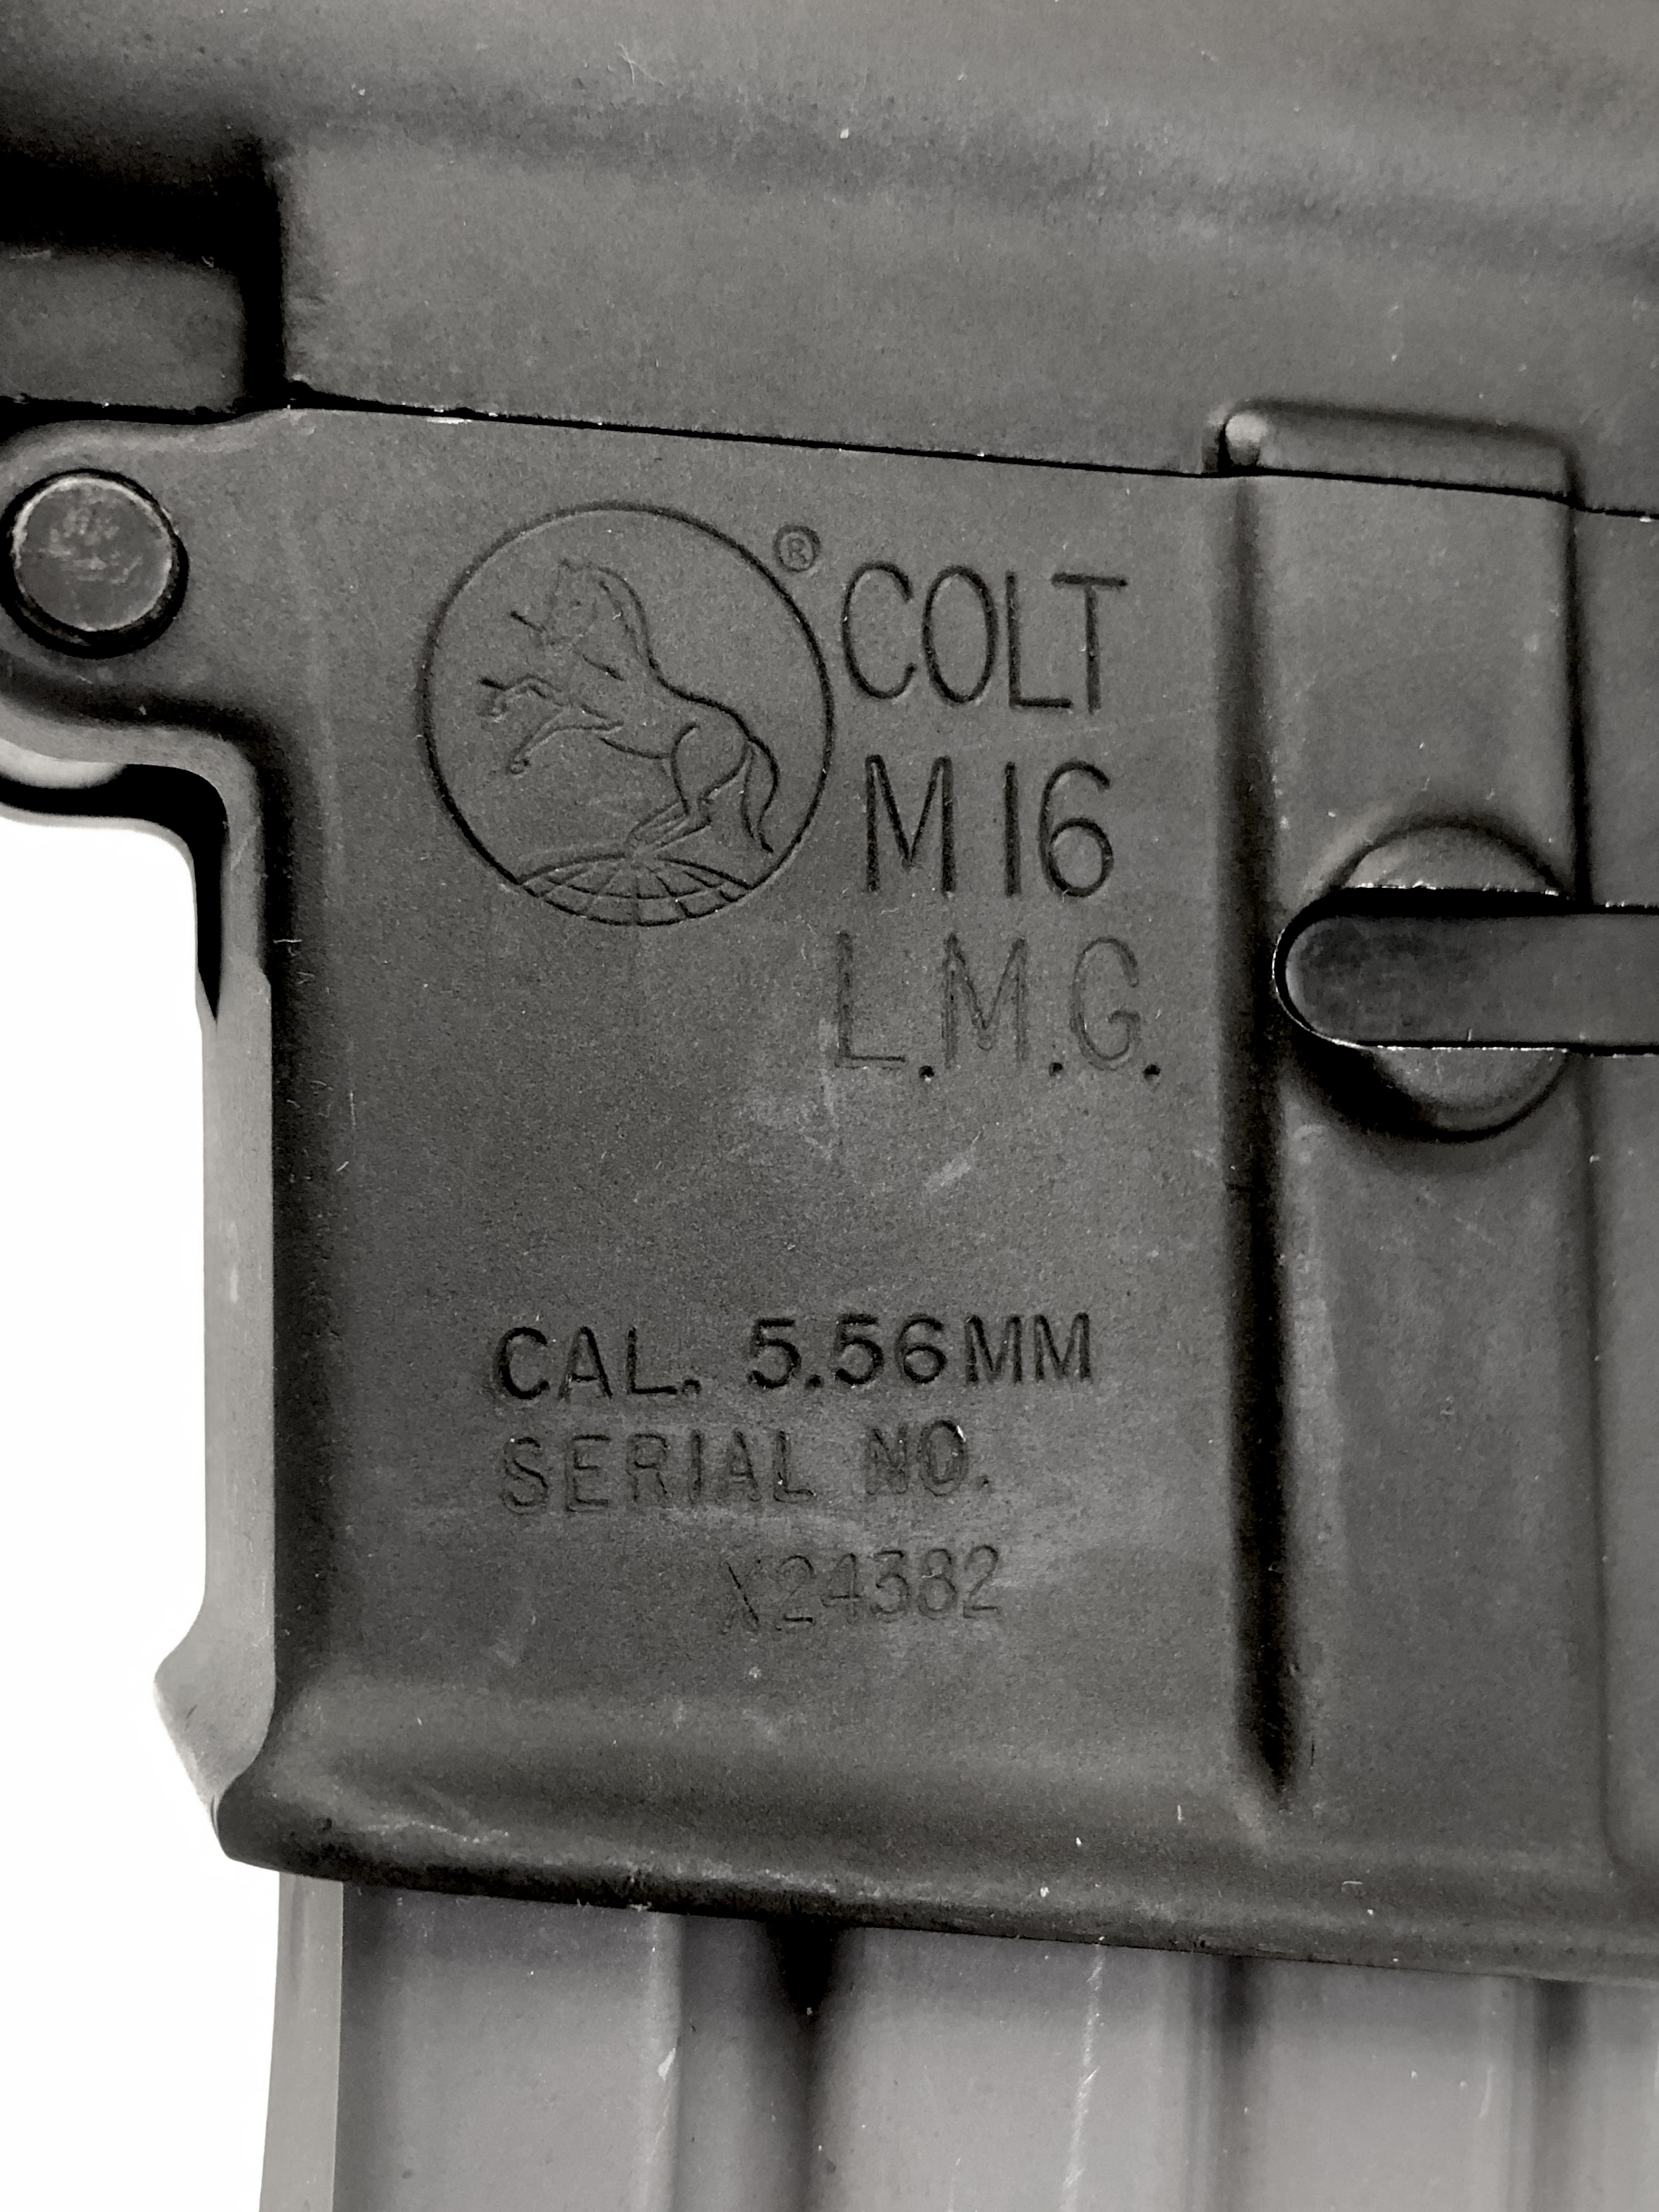 ® COLT
M16
L.M.G.
CAL. 5.56MM
SERIAL NO.
X24382